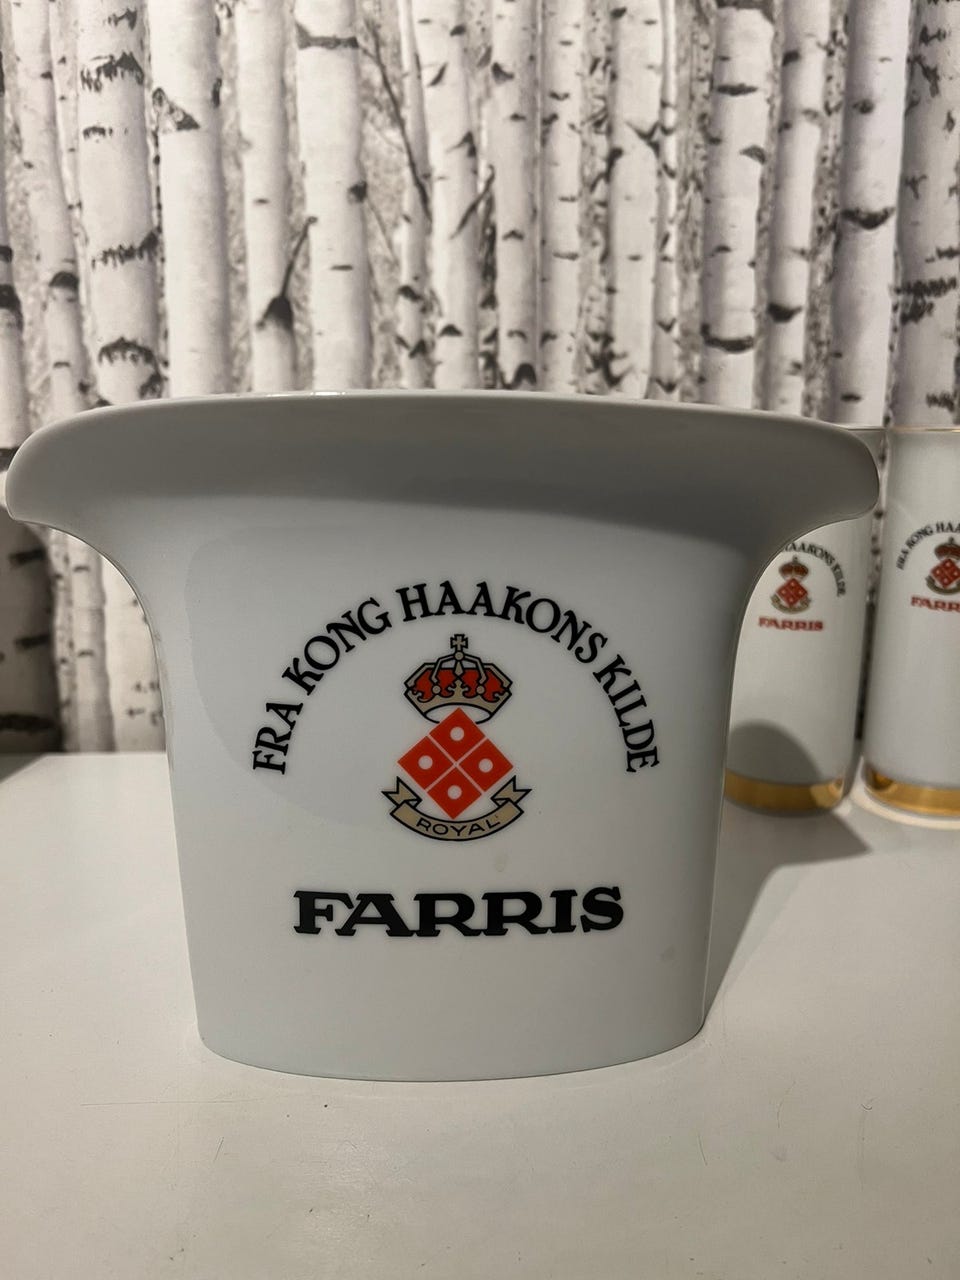 FRA KONG HAAKONS KILDE
ROYAL
FARRIS
HAAKONS KILDE
FARRIS
FRA KONG